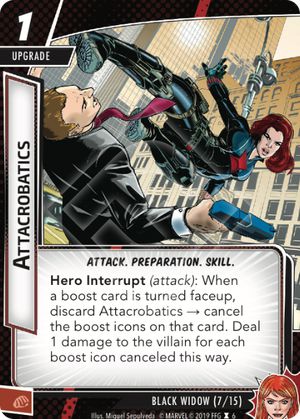 1
UPGRADE
ATTACROBATICS
ATTACK. PREPARATION. SKILL.
Hero Interrupt (attack): When
a boost card is turned faceup,
discard Attacrobatics → cancel
the boost icons on that card. Deal
1 damage to the villain for each
boost icon canceled this way.
BLACK WIDOW (7/15)
Illus. Miguel Sepulveda © MARVEL © 2019 FFG